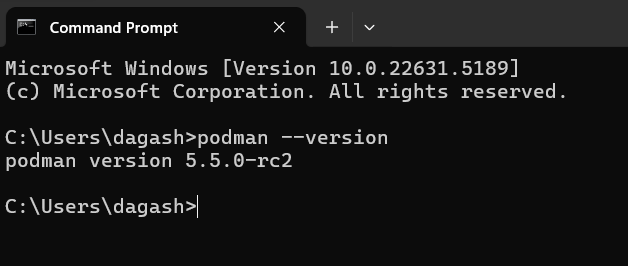 Command Prompt
Microsoft Windows [Version 10.0.22631.5189]
(c) Microsoft Corporation. All rights reserved.
C:\Users\dagash>podman --version
podman version 5.5.0-rc2
C:\Users\dagash>